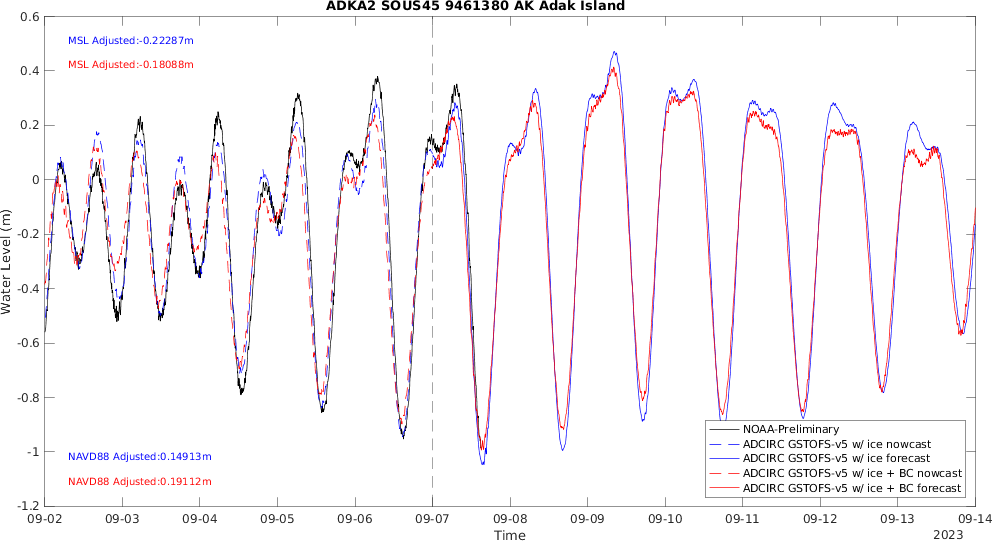 ADKA2 SOUS45 9461380 AK Adak Island
MSL Adjusted:-0.22287m
MSL Adjusted:-0.18088m
NAVD88 Adjusted:0.14913m
NAVD88 Adjusted:0.19112m
Water Level (m)
0.6
0.4
0.2
0
-0.2
-0.4
-0.6
-0.8
-1
-1.2
NOAA-Preliminary
ADCIRC GSTOFS-v5 w/ ice nowcast
ADCIRC GSTOFS-v5 w/ ice forecast
ADCIRC GSTOFS-v5 w/ ice + BC nowcast
ADCIRC GSTOFS-v5 w/ ice + BC forecast
09-02 09-03 09-04 09-05 09-06 09-07 09-08 09-09 09-10 09-11 09-12 09-13 09-14
Time
2023